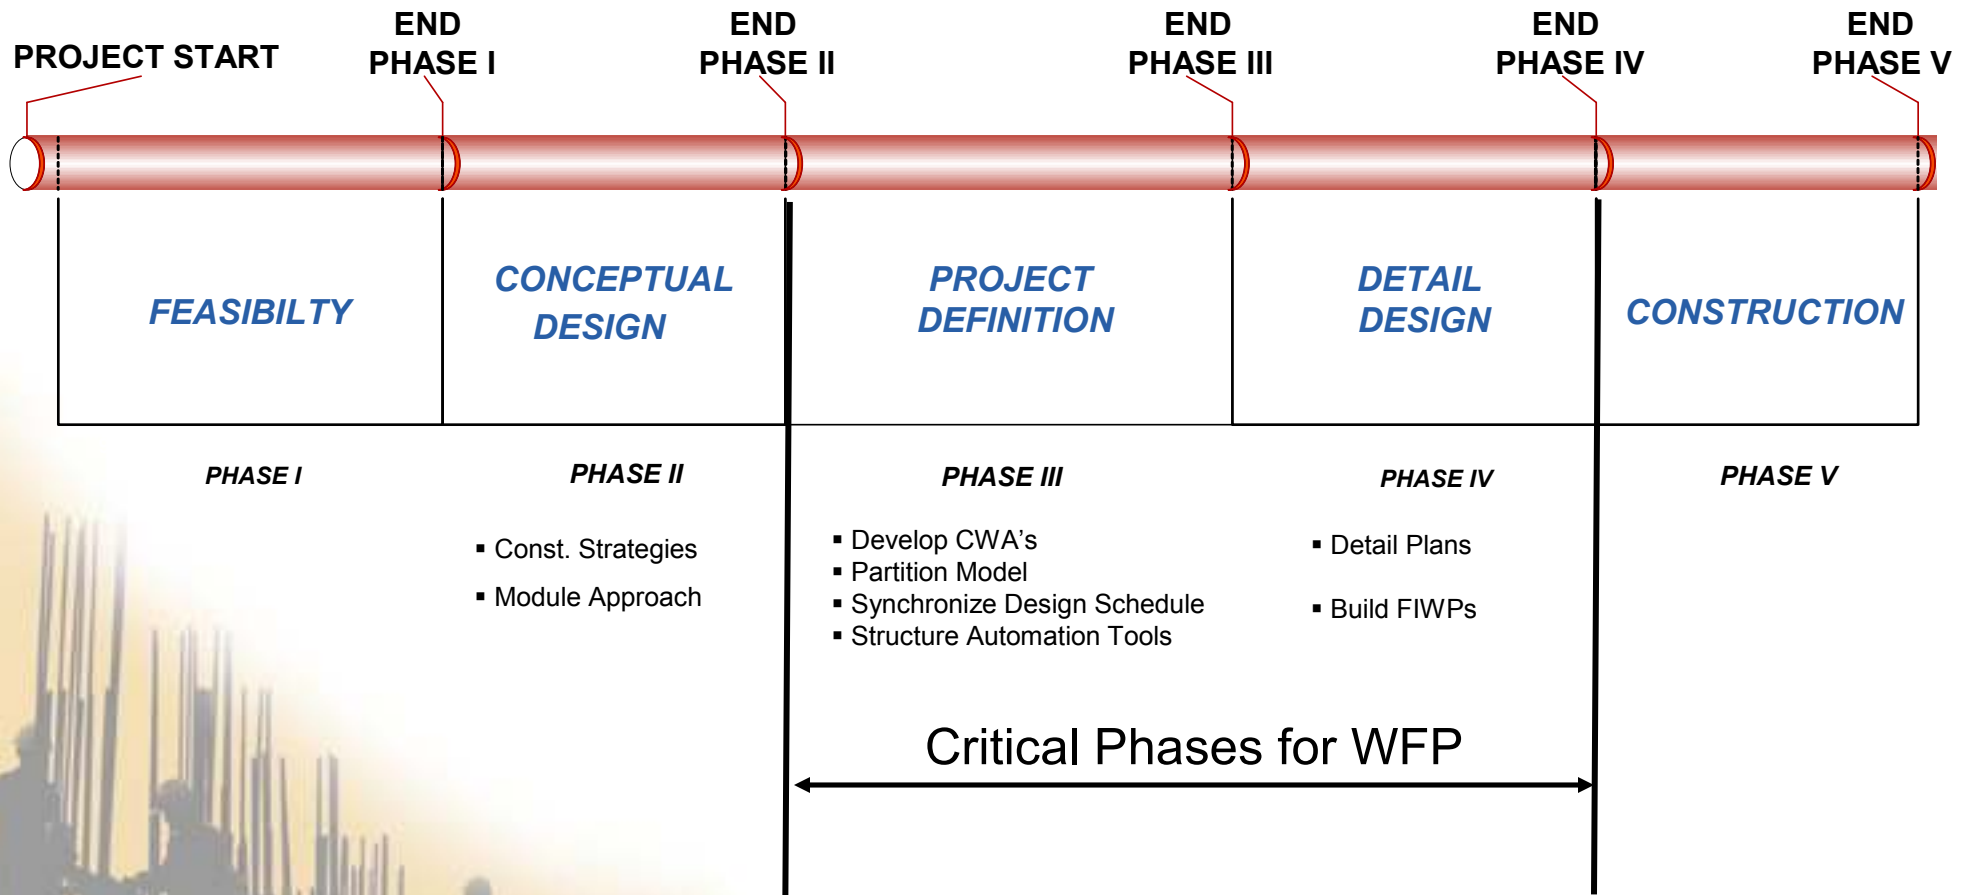 PROJECT START
END
PHASE I
END
PHASE II
END
PHASE III
END
PHASE IV
END
PHASE V
FEASIBILTY
CONCEPTUAL
DESIGN
PROJECT
DEFINITION
DETAIL
DESIGN
CONSTRUCTION
PHASE I
PHASE II
PHASE III
PHASE IV
PHASE V
▪ Const. Strategies
▪ Module Approach
▪ Develop CWA's
▪ Partition Model
▪ Synchronize Design Schedule
▪ Structure Automation Tools
▪ Detail Plans
▪ Build FIWPs
Critical Phases for WFP